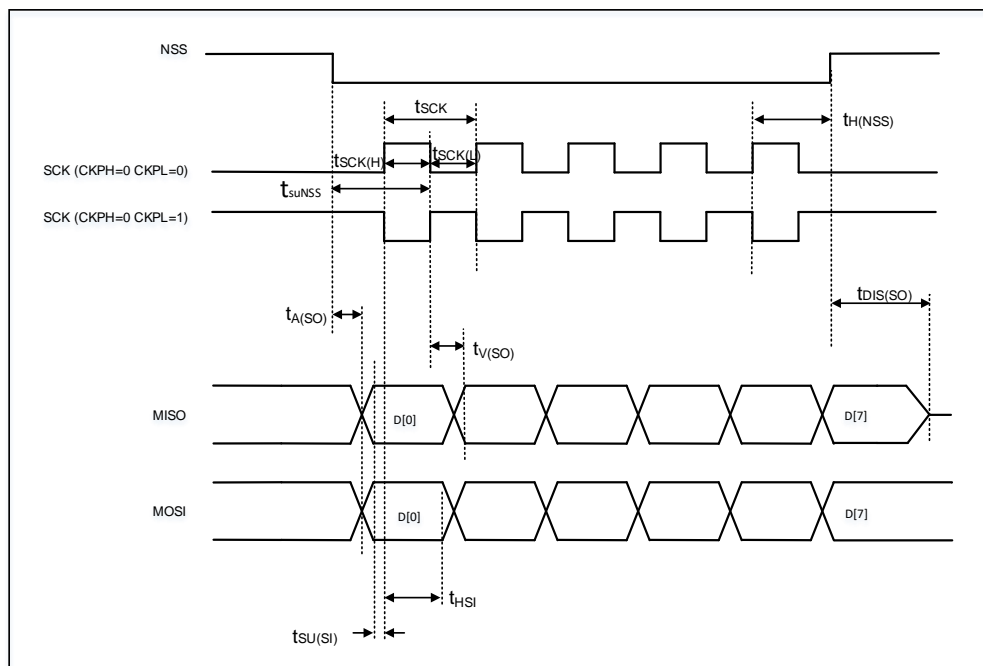 NSS
tSCK
tH(NSS)
tSCK(H)
tSCK(L)
SCK (CKPH=0 CKPL=0)
tsuNSS
SCK (CKPH=0 CKPL=1)
tDIS(SO)
tA(SO)
tV(SO)
MISO
D[0]
D[7]
MOSI
D[0]
D[7]
tHSI
tSU(SI)